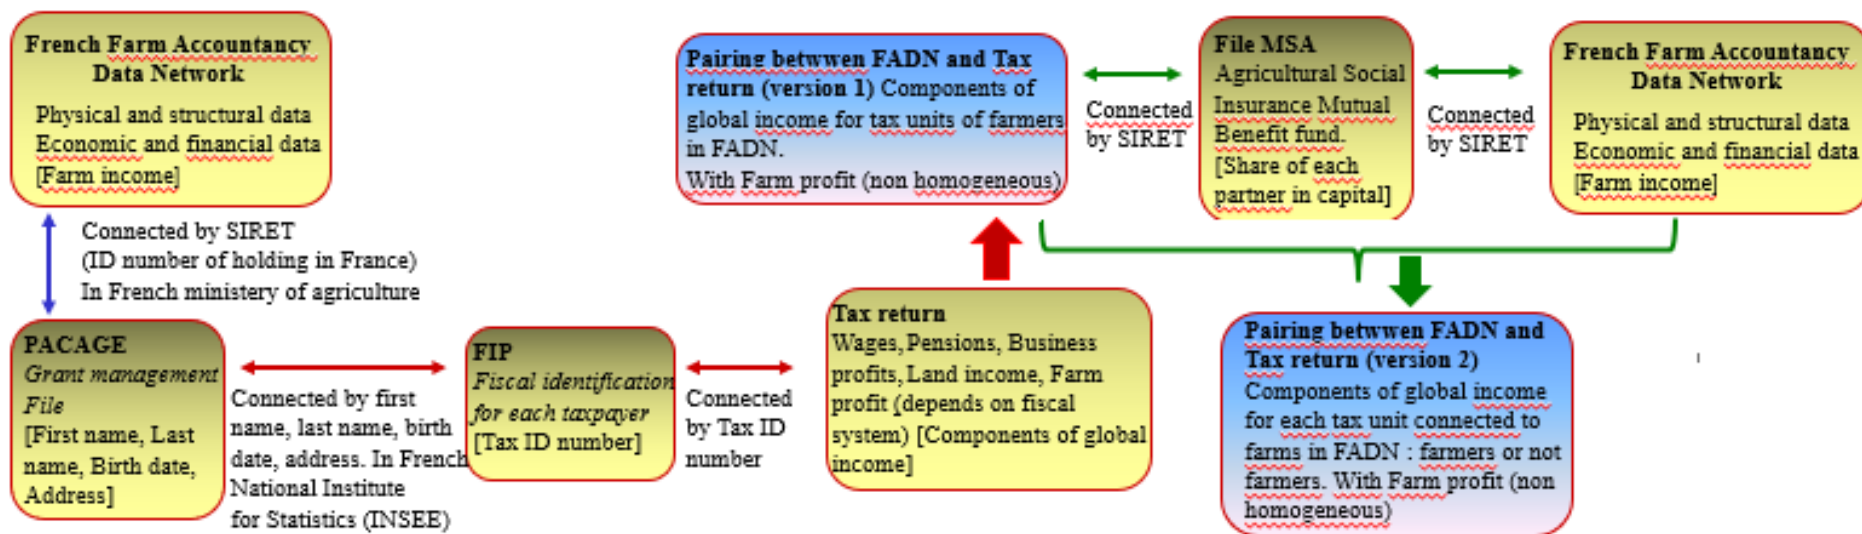 French Farm Accountancy
Data Network
Physical and structural data
Economic and financial data
[Farm income]
Connected by SIRET
(ID number of holding in France)
In French ministery of agriculture
PACAGE
Grant management
File
[First name, Last
name, Birth date,
Address]
Connected by first
name, last name, birth
date, address. In French
National Institute
for Statistics (INSEE)
FIP
Fiscal identification
for each taxpayer
[Tax ID number]
Connected
by Tax ID
number
Tax return
Wages, Pensions, Business
profits, Land income, Farm
profit (depends on fiscal
system) [Components of global
income]
Pairing betwwen FADN and Tax
return (version 1) Components of
global income for tax units of farmers
in FADN.
With Farm profit (non homogeneous)
Connected
by SIRET
File MSA
Agricultural Social
Insurance Mutual
Benefit fund.
[Share of each
partner in capital]
Connected
by SIRET
French Farm Accountancy
Data Network
Physical and structural data
Economic and financial data
[Farm income]
Pairing betwwen FADN and
Tax return (version 2)
Components of global income
for each tax unit connected to
farms in FADN : farmers or not
farmers. With Farm profit (non
homogeneous)